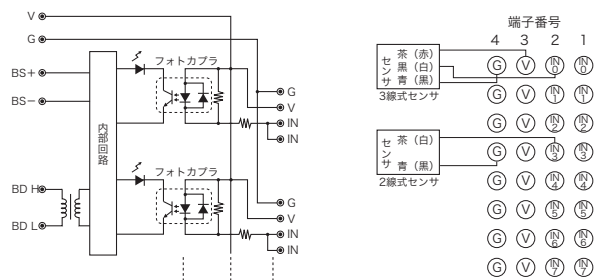 V
G
BS+
BS−
BD H
BD L
内部回路
フォトカプラ
G
V
IN
IN
フォトカプラ
G
V
IN
IN
端子番号
4 3 2 1
センサ
茶（赤）
黒（白）
青（黒）
3線式センサ
G V IN0 IN0
G V IN1 IN1
G V IN2 IN2
センサ
茶（白）
青（黒）
2線式センサ
G V IN3 IN3
G V IN4 IN4
G V IN5 IN5
G V IN6 IN6
G V IN7 IN7